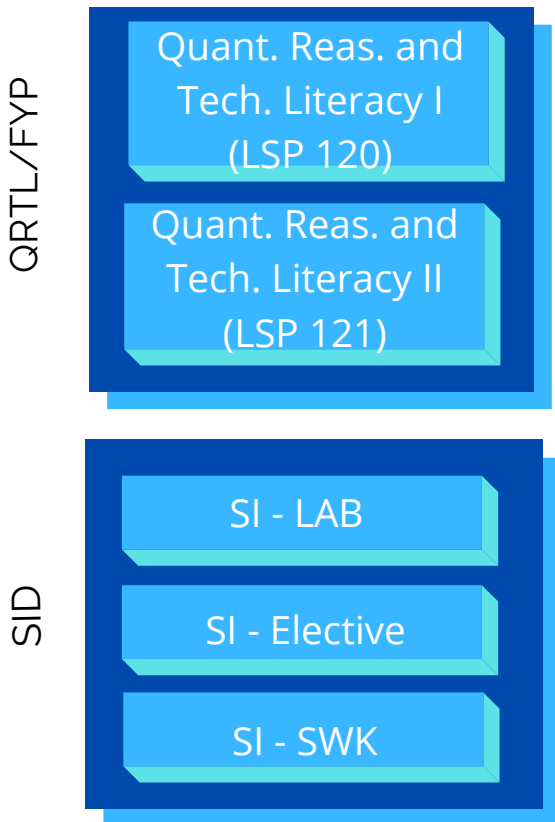 QRTL/FYP
Quant. Reas. and
Tech. Literacy I
(LSP 120)
Quant. Reas. and
Tech. Literacy II
(LSP 121)
SID
SI - LAB
SI - Elective
SI - SWK